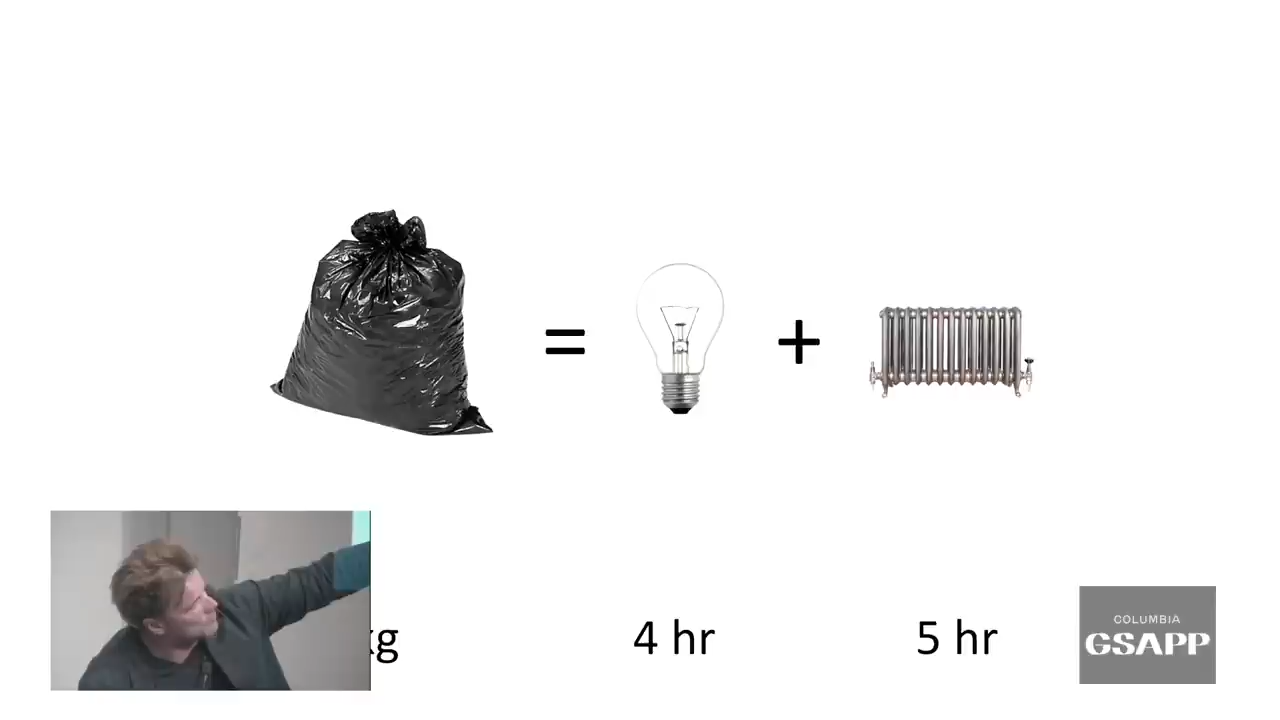 =
+
kg
4 hr
5 hr
COLUMBIA
GSAPP